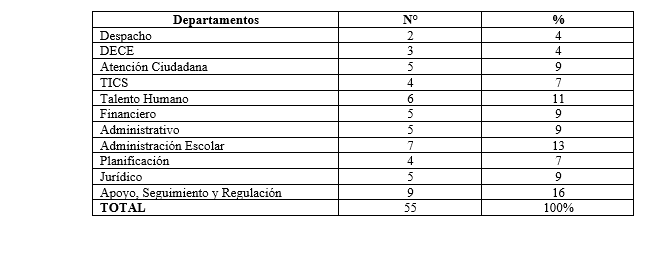 Departamentos N° %
Despacho 2 4
DECE 3 4
Atención Ciudadana 5 9
TICS 4 7
Talento Humano 6 11
Financiero 5 9
Administrativo 5 9
Administración Escolar 7 13
Planificación 4 7
Jurídico 5 9
Apoyo, Seguimiento y Regulación 9 16
TOTAL 55 100%